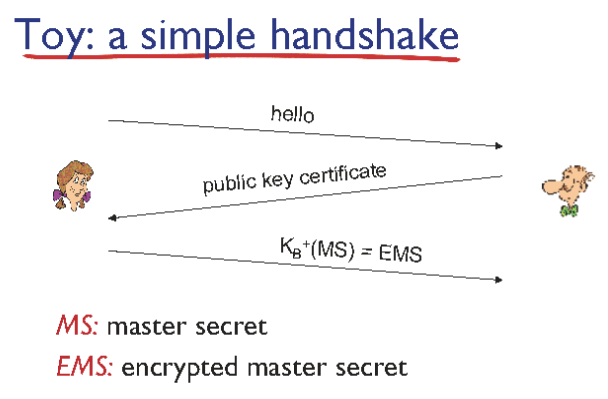 Toy: a simple handshake
hello
public key certificate
K_B⁺(MS) = EMS
MS: master secret
EMS: encrypted master secret